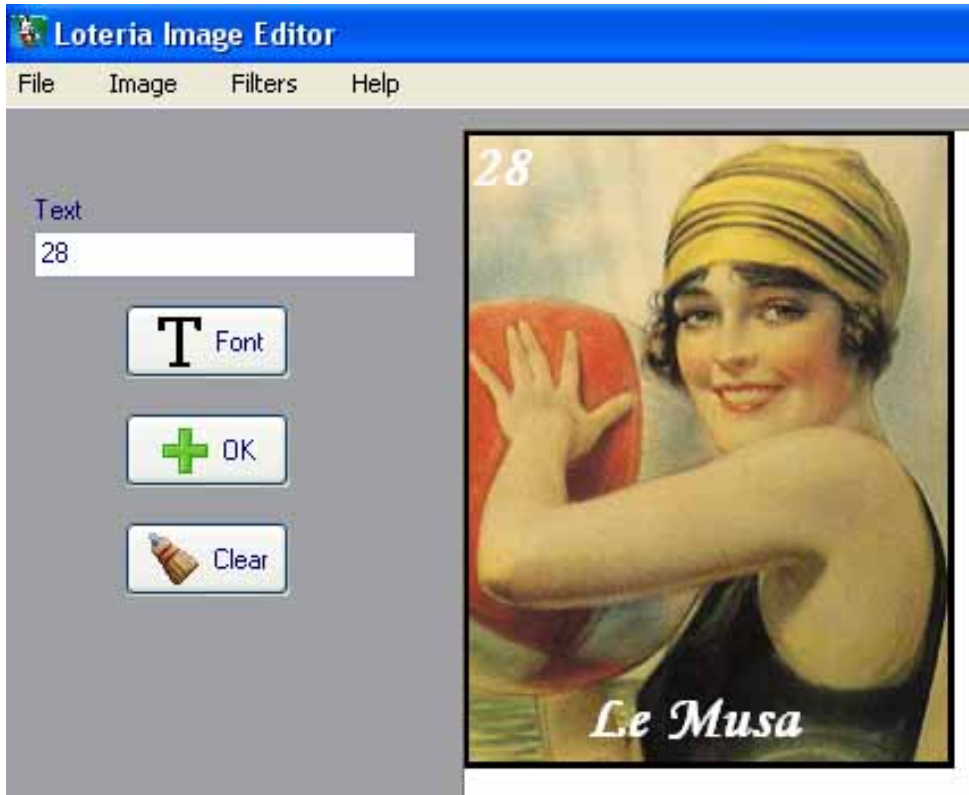 Loteria Image Editor
File Image Filters Help
Text
28
Font
OK
Clear
28
Le Musa